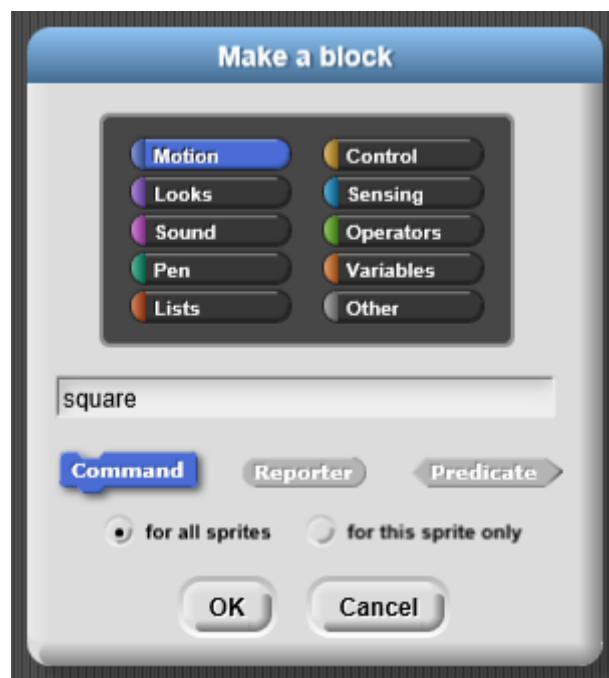 Make a block
Motion Control
Looks Sensing
Sound Operators
Pen Variables
Lists Other
square
Command Reporter Predicate
for all sprites for this sprite only
OK Cancel